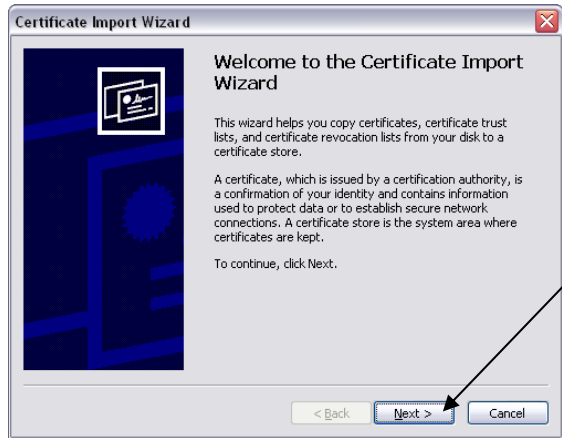 Certificate Import Wizard
Welcome to the Certificate Import
Wizard
This wizard helps you copy certificates, certificate trust
lists, and certificate revocation lists from your disk to a
certificate store.
A certificate, which is issued by a certification authority, is
a confirmation of your identity and contains information
used to protect data or to establish secure network
connections. A certificate store is the system area where
certificates are kept.
To continue, click Next.
< Back Next > Cancel